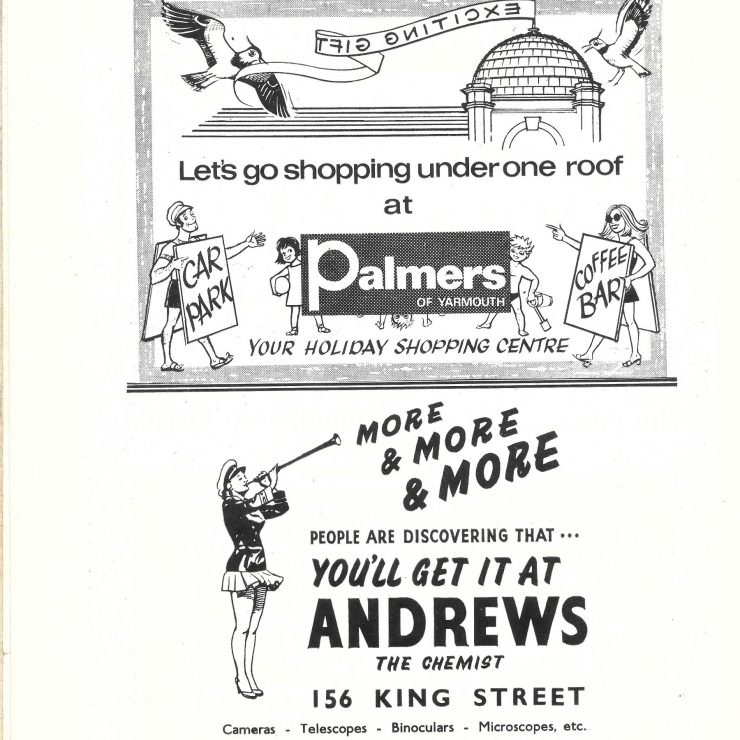 EXCITING GIFT
Let's go shopping under one roof
at
CAR
PARK
Palmers
OF YARMOUTH
COFFEE
BAR
YOUR HOLIDAY SHOPPING CENTRE
MORE
& MORE
& MORE
PEOPLE ARE DISCOVERING THAT ...
YOU'LL GET IT AT
ANDREWS
THE CHEMIST
156 KING STREET
Cameras - Telescopes - Binoculars - Microscopes, etc.